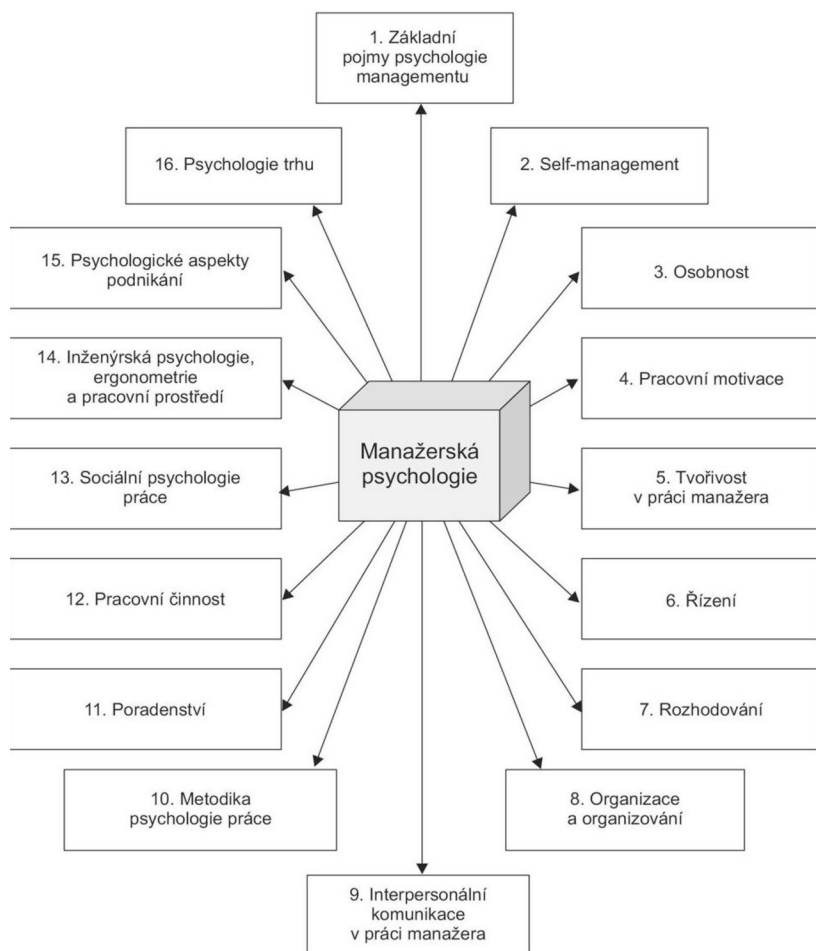 1. Základní
pojmy psychologie
managementu
2. Self-management
3. Osobnost
4. Pracovní motivace
5. Tvořivost
v práci manažera
6. Řízení
7. Rozhodování
8. Organizace
a organizování
9. Interpersonální
komunikace
v práci manažera
10. Metodika
psychologie práce
11. Poradenství
12. Pracovní činnost
13. Sociální psychologie
práce
14. Inženýrská psychologie,
ergonometrie
a pracovní prostředí
15. Psychologické aspekty
podnikání
16. Psychologie trhu
Manažerská
psychologie